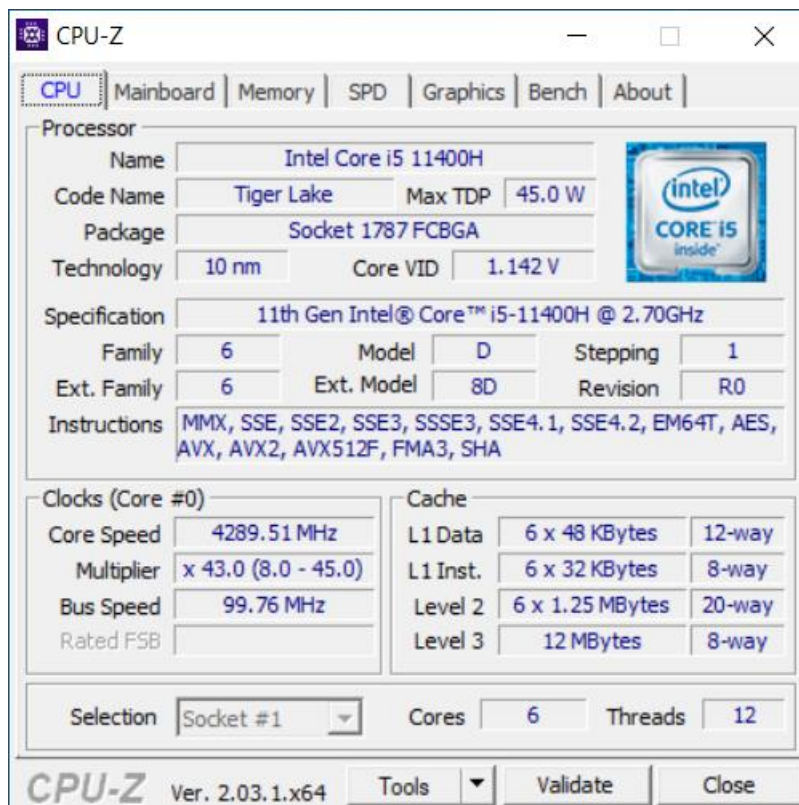 CPU-Z
CPU Mainboard Memory SPD Graphics Bench About
Processor
Name Intel Core i5 11400H
Code Name Tiger Lake Max TDP 45.0 W
Package Socket 1787 FCBGA
Technology 10 nm Core VID 1.142 V
intel
CORE i5
inside"
Specification 11th Gen Intel® Core™ i5-11400H @ 2.70GHz
Family 6 Model D Stepping 1
Ext. Family 6 Ext. Model 8D Revision R0
Instructions MMX, SSE, SSE2, SSE3, SSSE3, SSE4.1, SSE4.2, EM64T, AES,
AVX, AVX2, AVX512F, FMA3, SHA
Clocks (Core #0)
Core Speed 4289.51 MHz
Multiplier x 43.0 (8.0 - 45.0)
Bus Speed 99.76 MHz
Rated FSB
Cache
L1 Data 6 x 48 KBytes 12-way
L1 Inst. 6 x 32 KBytes 8-way
Level 2 6 x 1.25 MBytes 20-way
Level 3 12 MBytes 8-way
Selection Socket #1 Cores 6 Threads 12
CPU-Z Ver. 2.03.1.x64 Tools Validate Close